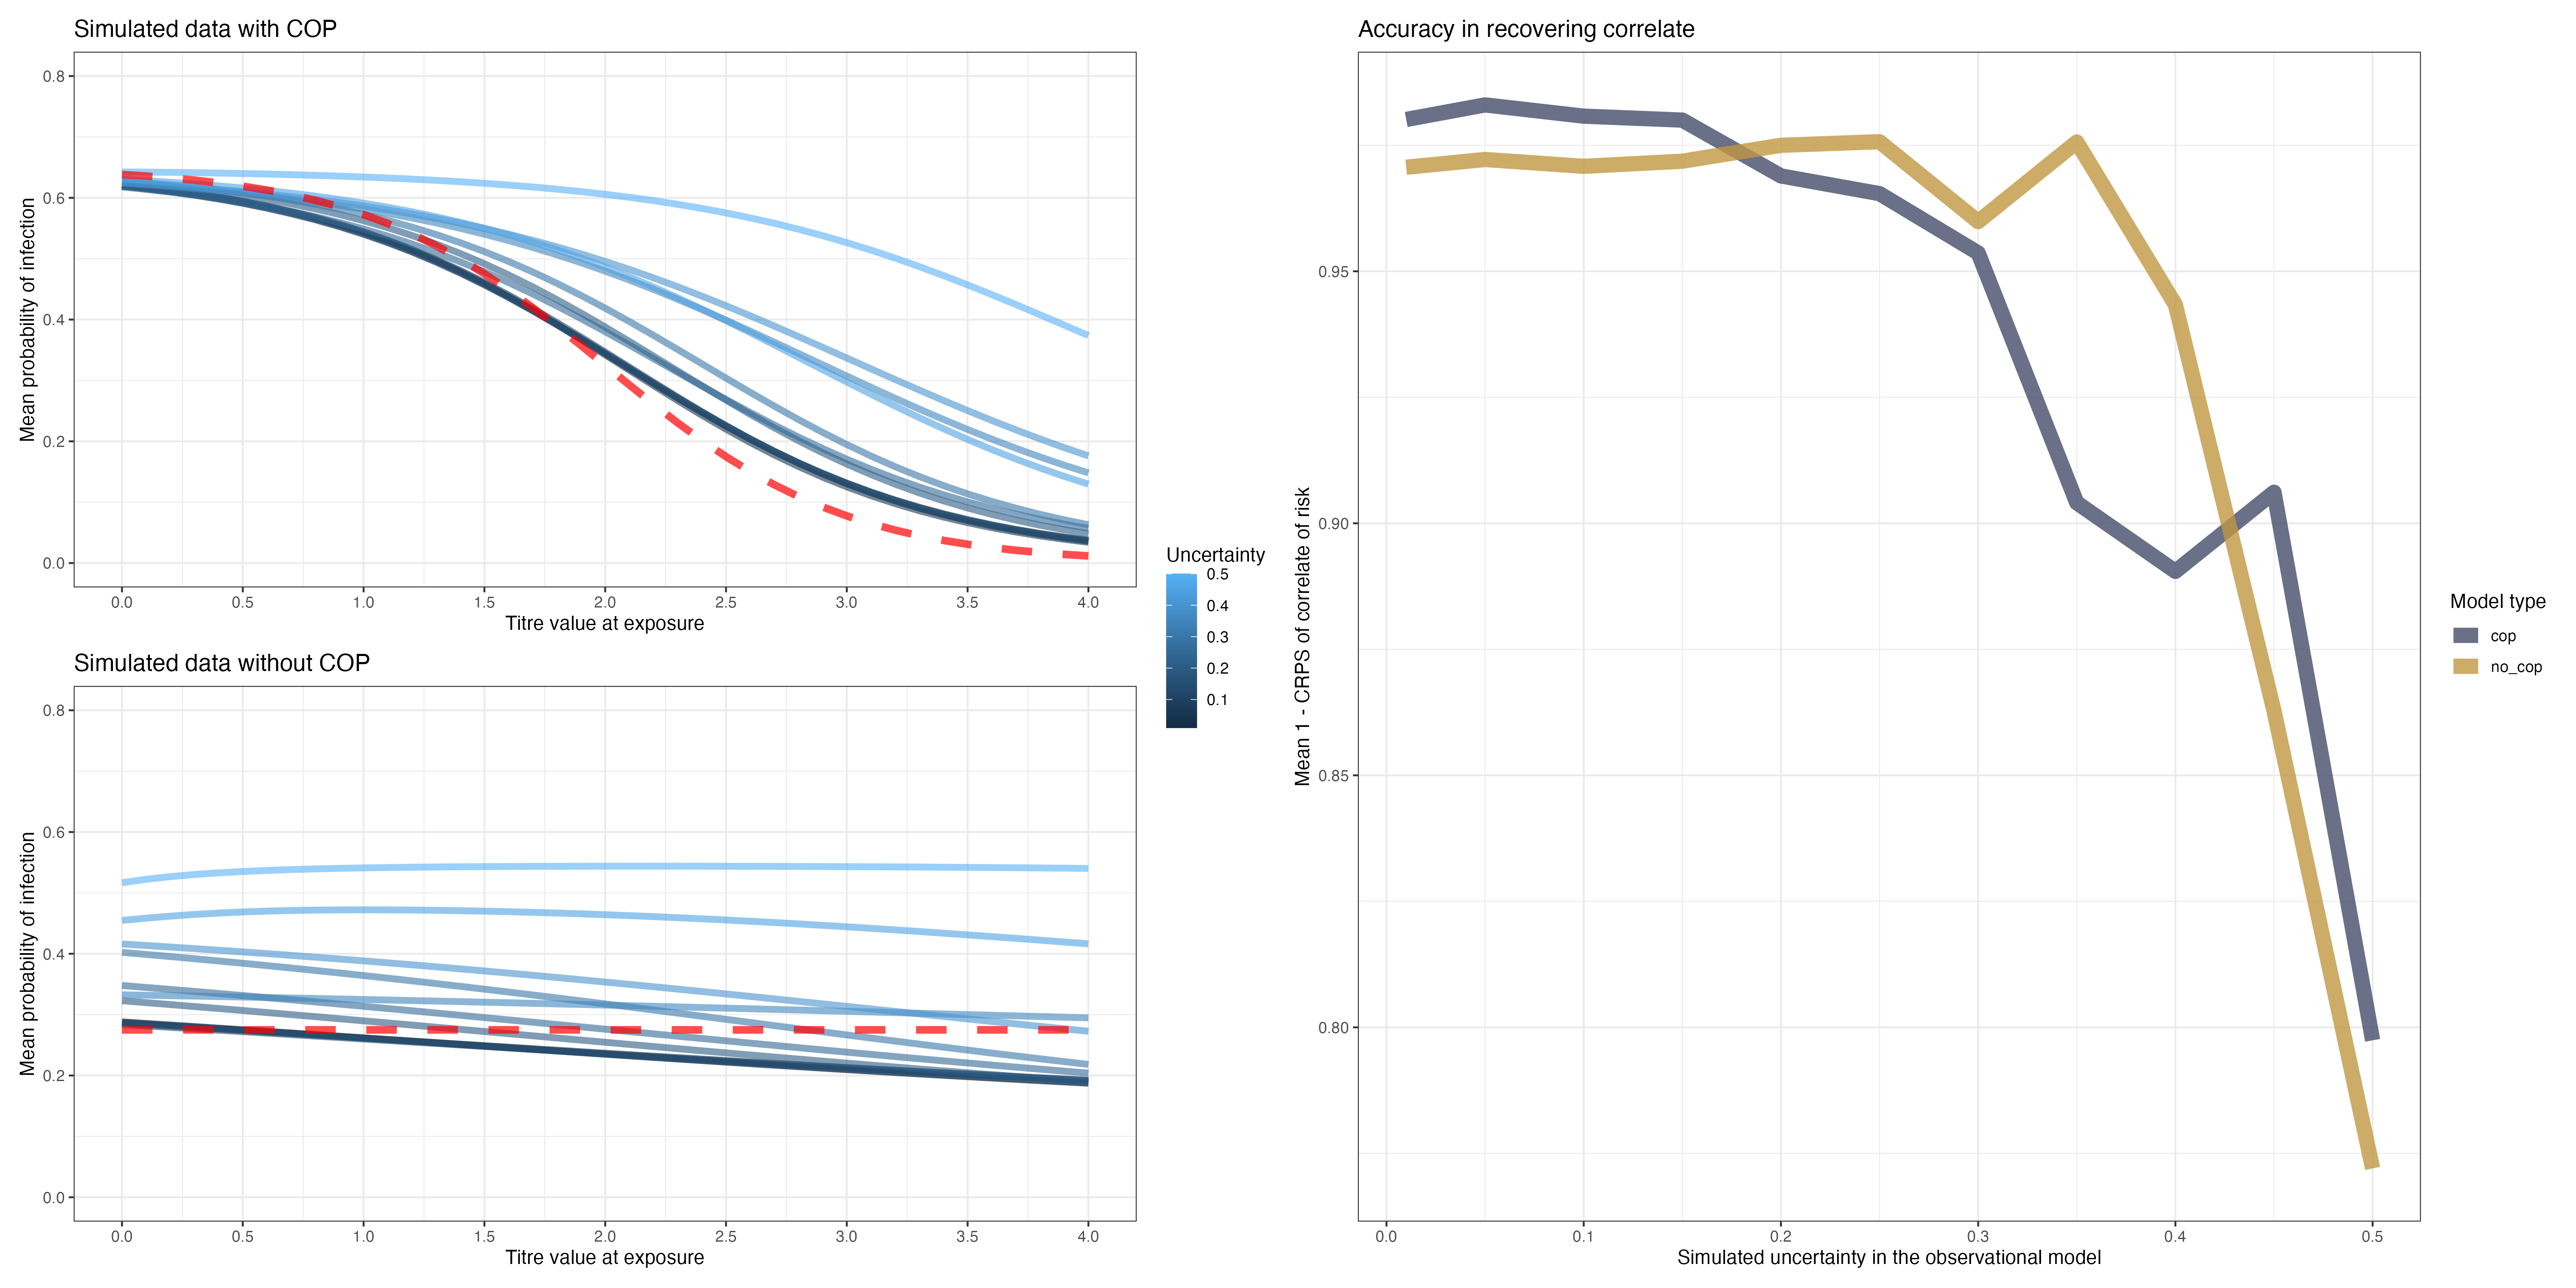 Simulated data with COP
Mean probability of infection
0.8
0.6
0.4
0.2
0.0
0.0 0.5 1.0 1.5 2.0 2.5 3.0 3.5 4.0
Titre value at exposure
Simulated data without COP
Mean probability of infection
0.8
0.6
0.4
0.2
0.0
0.0 0.5 1.0 1.5 2.0 2.5 3.0 3.5 4.0
Titre value at exposure
Uncertainty
0.5
0.4
0.3
0.2
0.1
Accuracy in recovering correlate
Mean 1 - CRPS of correlate of risk
0.95
0.90
0.85
0.80
0.0 0.1 0.2 0.3 0.4 0.5
Simulated uncertainty in the observational model
Model type
cop
no_cop